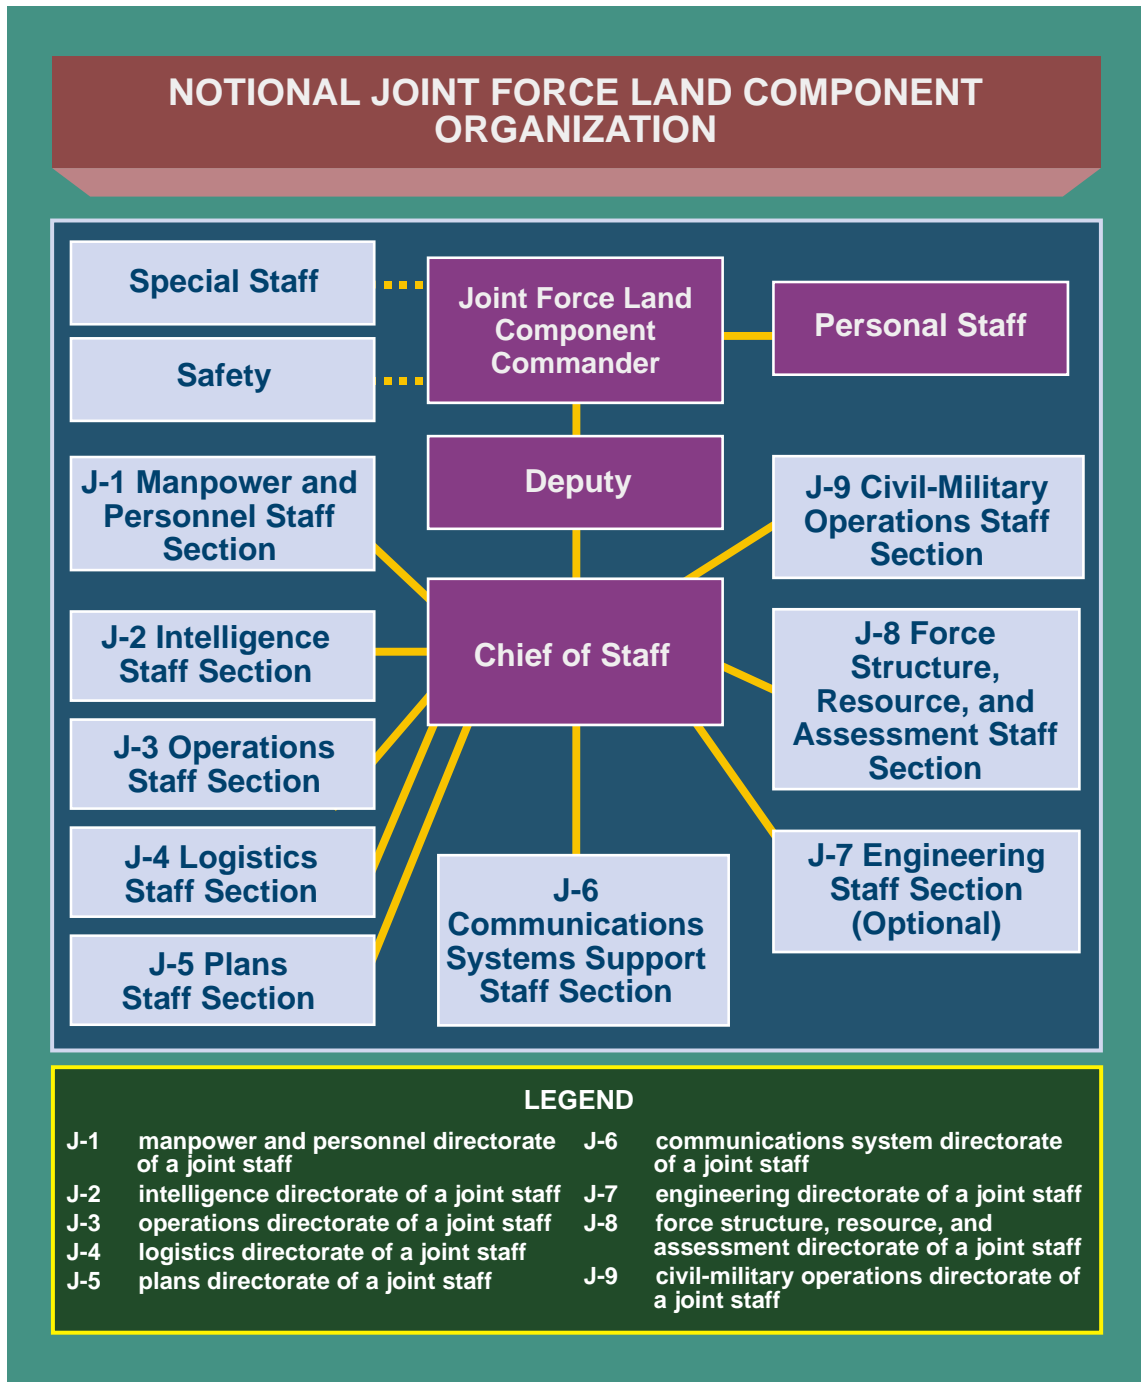 NOTIONAL JOINT FORCE LAND COMPONENT
ORGANIZATION
Special Staff
Safety
Joint Force Land
Component
Commander
Personal Staff
Deputy
Chief of Staff
J-1 Manpower and
Personnel Staff
Section
J-2 Intelligence
Staff Section
J-3 Operations
Staff Section
J-4 Logistics
Staff Section
J-5 Plans
Staff Section
J-6
Communications
Systems Support
Staff Section
J-9 Civil-Military
Operations Staff
Section
J-8 Force
Structure,
Resource, and
Assessment Staff
Section
J-7 Engineering
Staff Section
(Optional)
LEGEND
J-1 manpower and personnel directorate
of a joint staff
J-2 intelligence directorate of a joint staff
J-3 operations directorate of a joint staff
J-4 logistics directorate of a joint staff
J-5 plans directorate of a joint staff
J-6 communications system directorate
of a joint staff
J-7 engineering directorate of a joint staff
J-8 force structure, resource, and
assessment directorate of a joint staff
J-9 civil-military operations directorate of
a joint staff